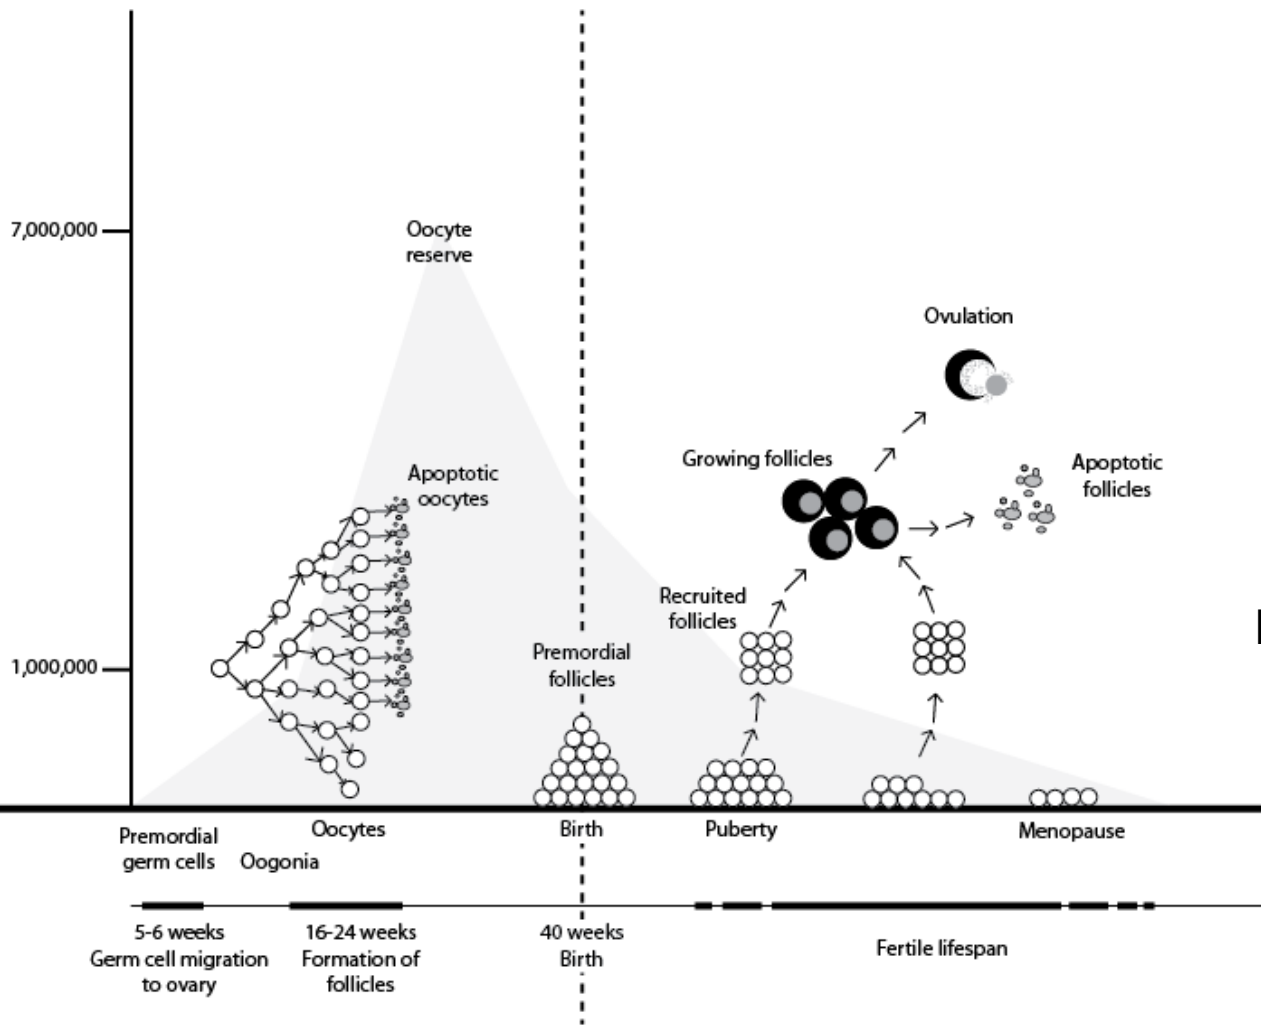 7,000,000
Oocyte
reserve
Ovulation
Growing follicles
Apoptotic
follicles
Apoptotic
oocytes
Recruited
follicles
Premordial
follicles
1,000,000
Premordial
germ cells
Oogonia
Oocytes
Birth
Puberty
Menopause
5-6 weeks
Germ cell migration
to ovary
16-24 weeks
Formation of
follicles
40 weeks
Birth
Fertile lifespan